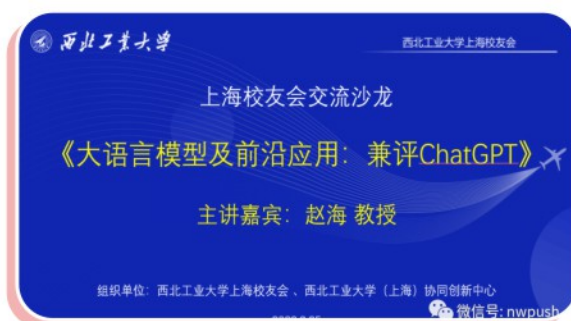 西北工业大学
西北工业大学上海校友会
上海校友会交流沙龙
《大语言模型及前沿应用：兼评ChatGPT》
主讲嘉宾：赵海 教授
组织单位：西北工业大学上海校友会、西北工业大学（上海）协同创新中心
微信号: nwpush